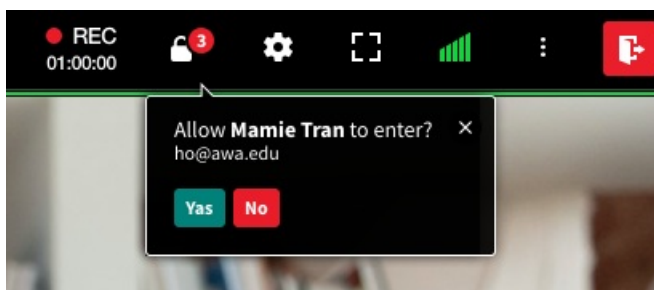 REC
01:00:00
3
Allow Mamie Tran to enter?
ho@awa.edu
Yas
No